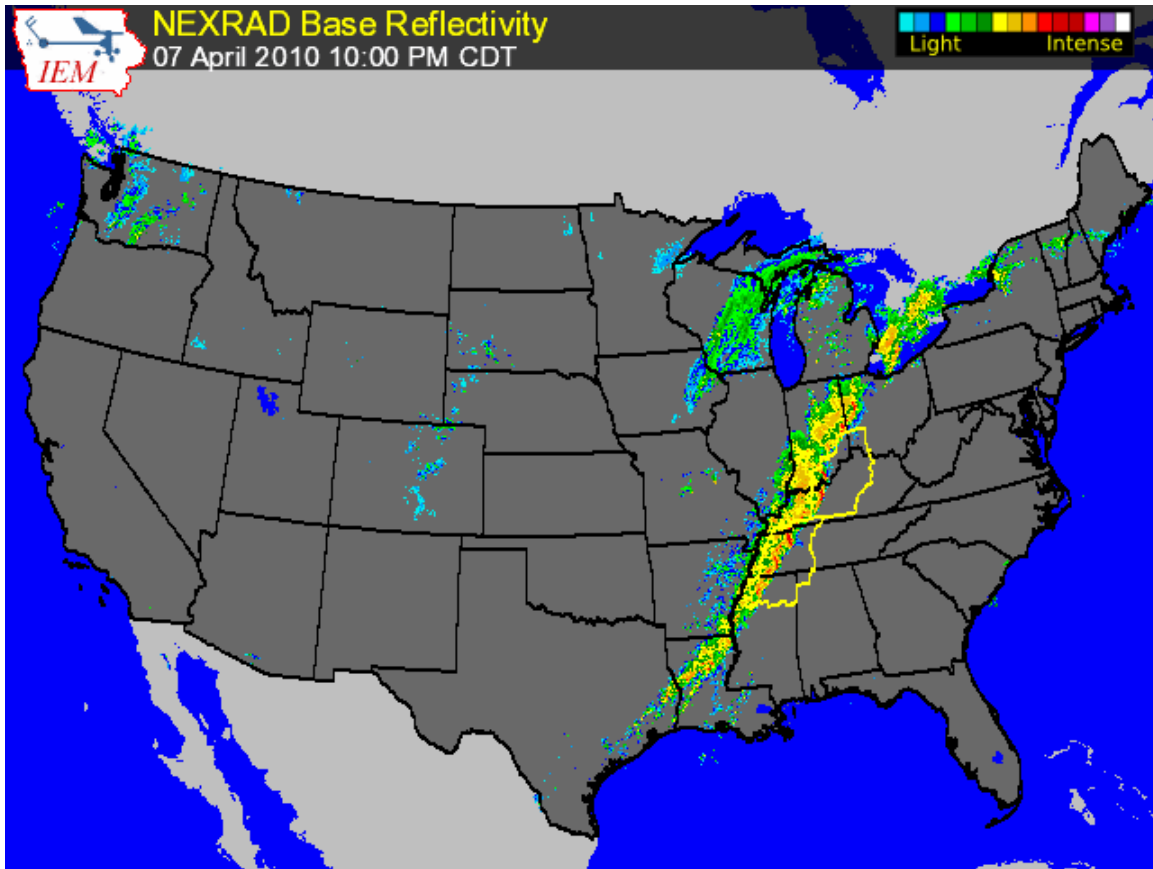 NEXRAD Base Reflectivity
07 April 2010 10:00 PM CDT
IEM
Light Intense